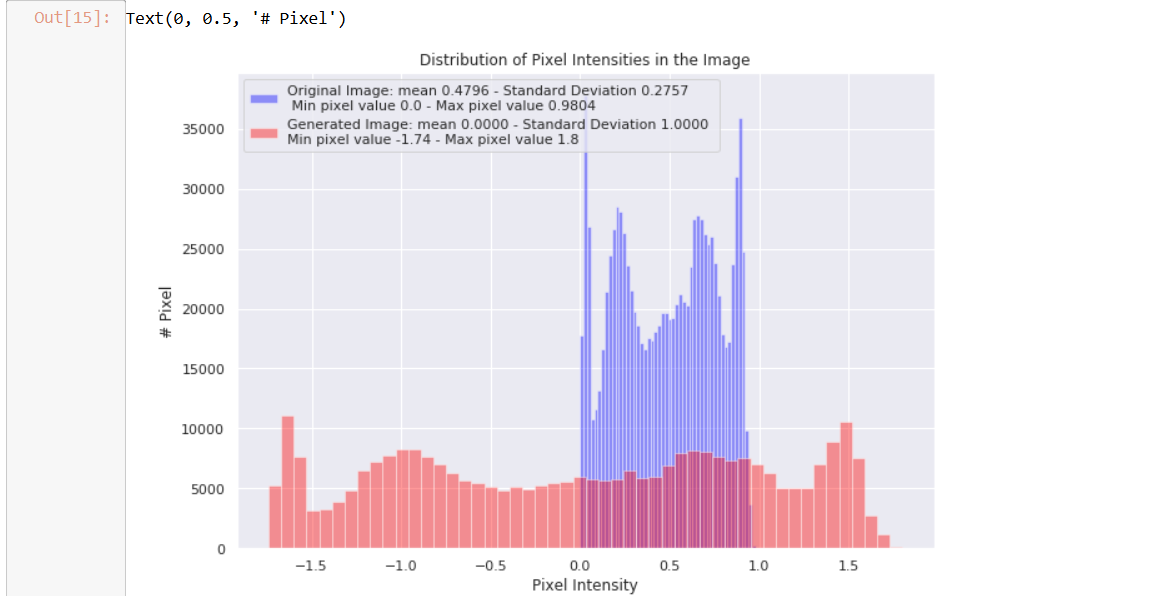 Out[15]: Text(0, 0.5, '# Pixel')
Distribution of Pixel Intensities in the Image
Original Image: mean 0.4796 - Standard Deviation 0.2757
Min pixel value 0.0 - Max pixel value 0.9804
Generated Image: mean 0.0000 - Standard Deviation 1.0000
Min pixel value -1.74 - Max pixel value 1.8
35000
30000
25000
20000
15000
10000
5000
0
# Pixel
−1.5 −1.0 −0.5 0.0 0.5 1.0 1.5
Pixel Intensity